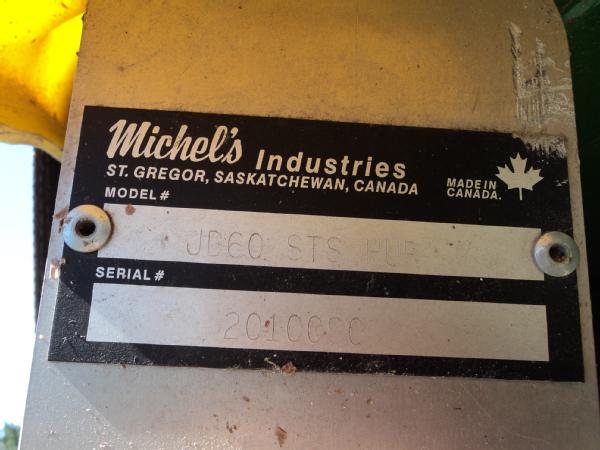 Michel's Industries
ST. GREGOR, SASKATCHEWAN, CANADA
MADE IN
CANADA.
MODEL #
JD60 STS
SERIAL #